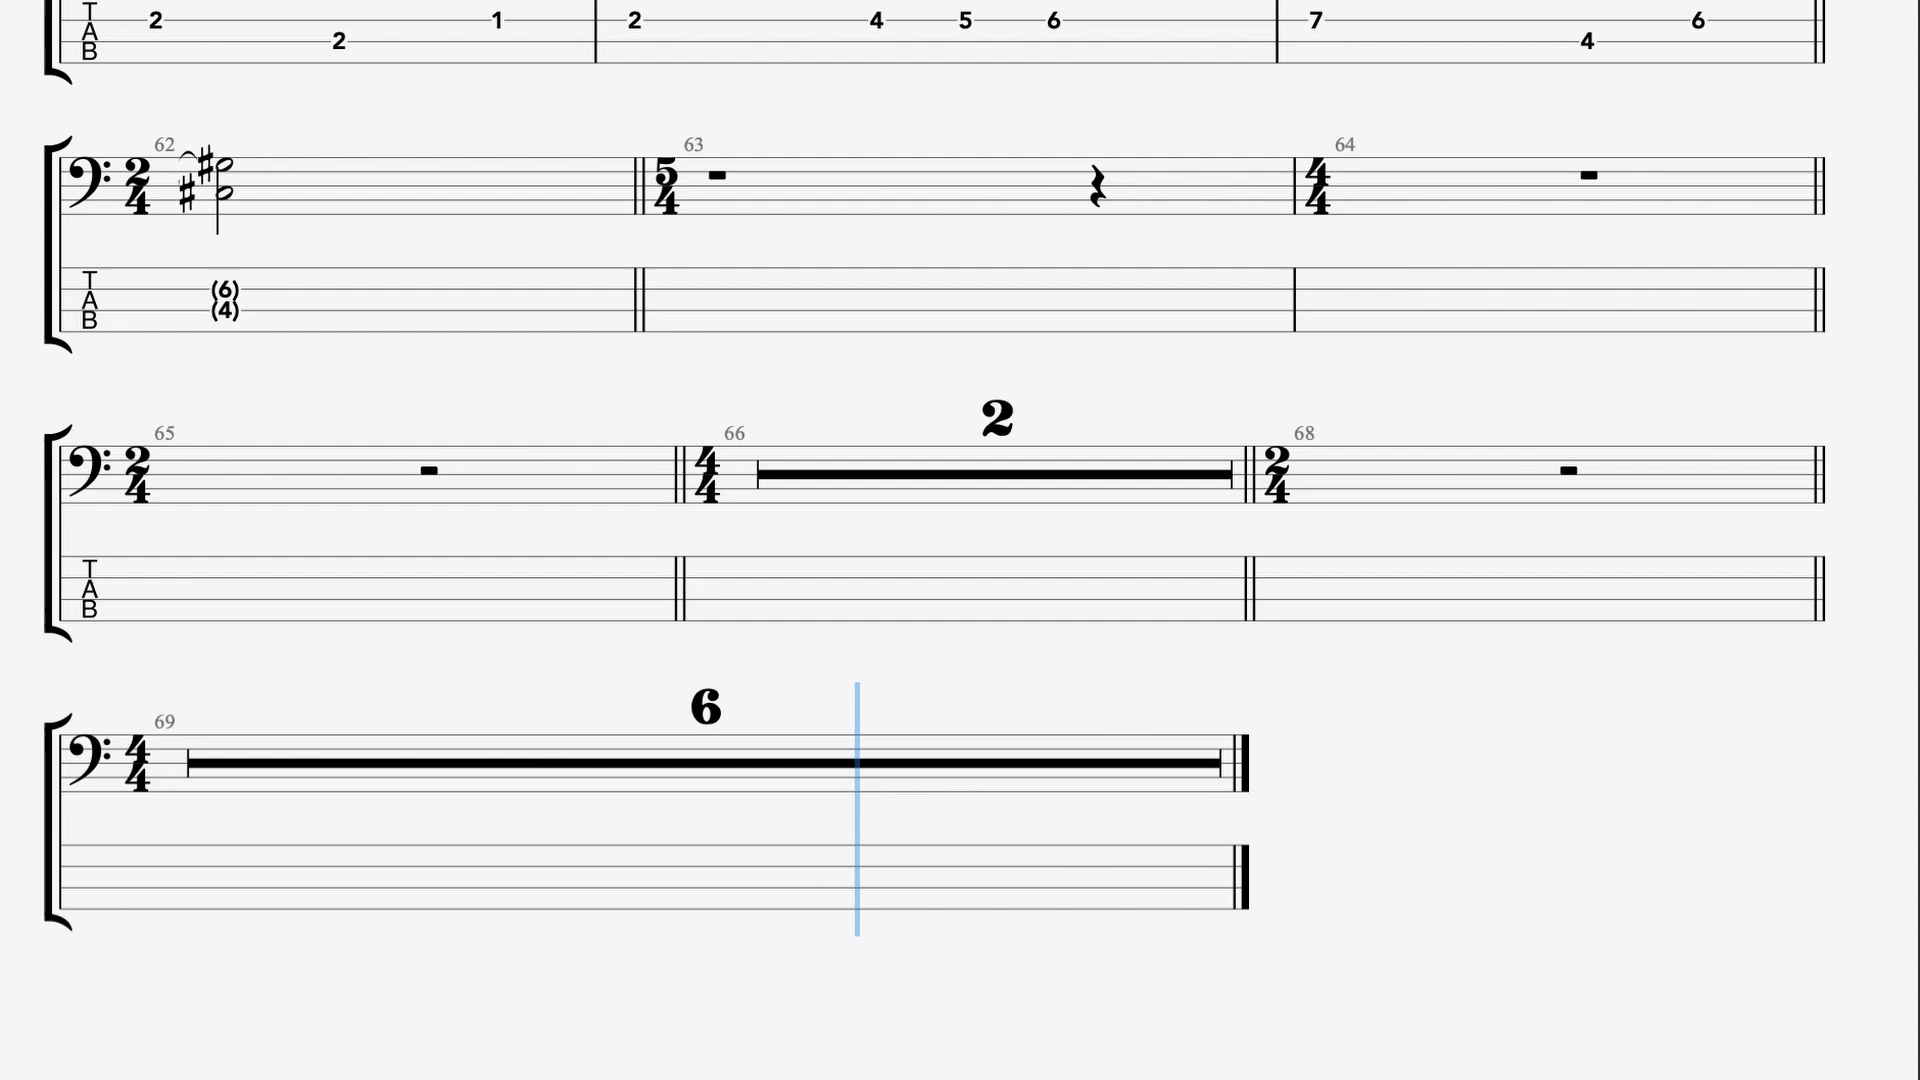 T 2 1 2 4 5 6 7 6
A 2 4
B
62 63 64
2 5 4
4 4 4
T
A (6)
B (4)
2
65 66 68
2 4 2
4 4 4
T
A
B
6
69
4
4